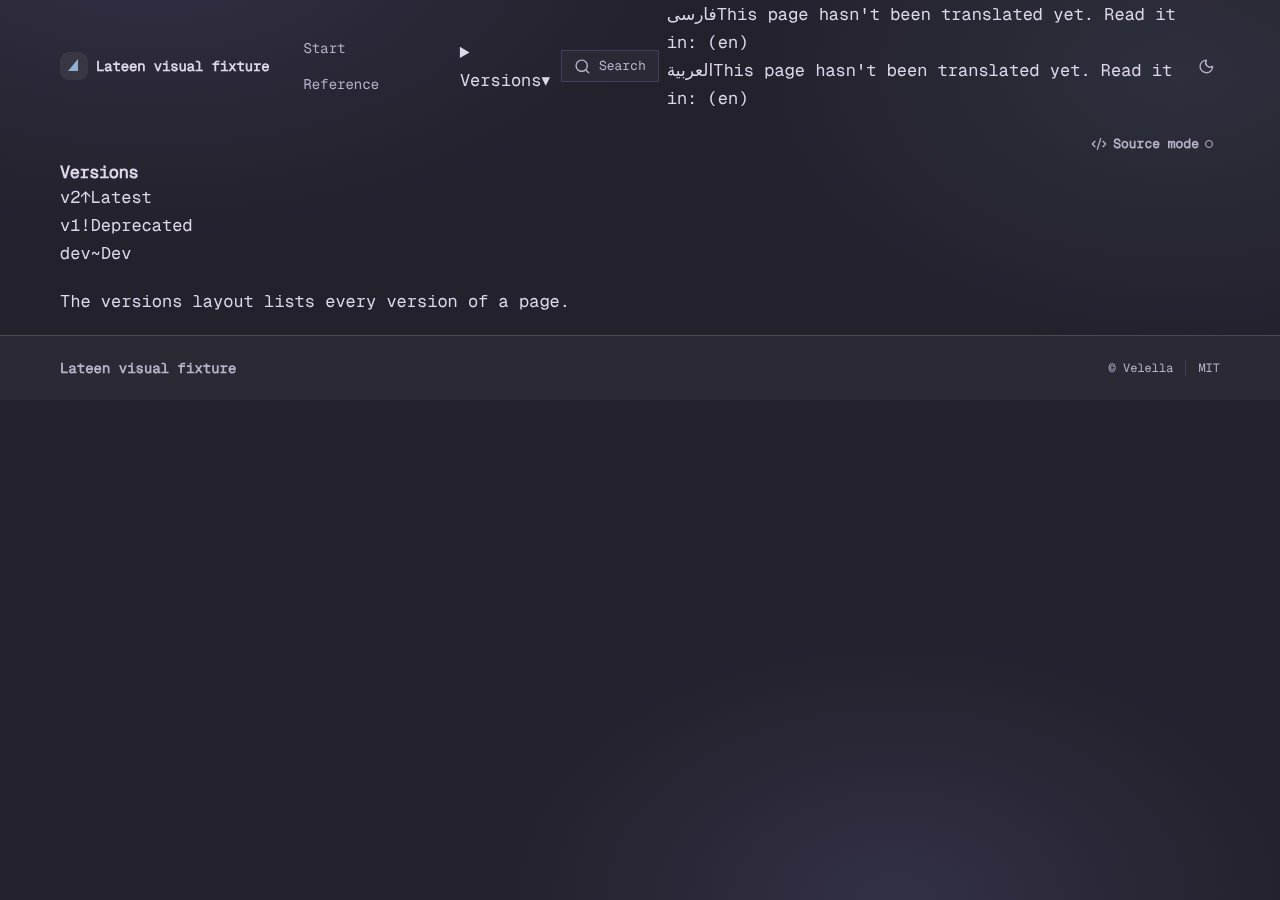 Lateen visual fixture
Start
Reference
▶
Versions▾
Search
فارسیThis page hasn't been translated yet. Read it
in: (en)
العربيةThis page hasn't been translated yet. Read it
in: (en)
</> Source mode
Versions
v2↑Latest
v1!Deprecated
dev~Dev
The versions layout lists every version of a page.
Lateen visual fixture
© Velella
MIT